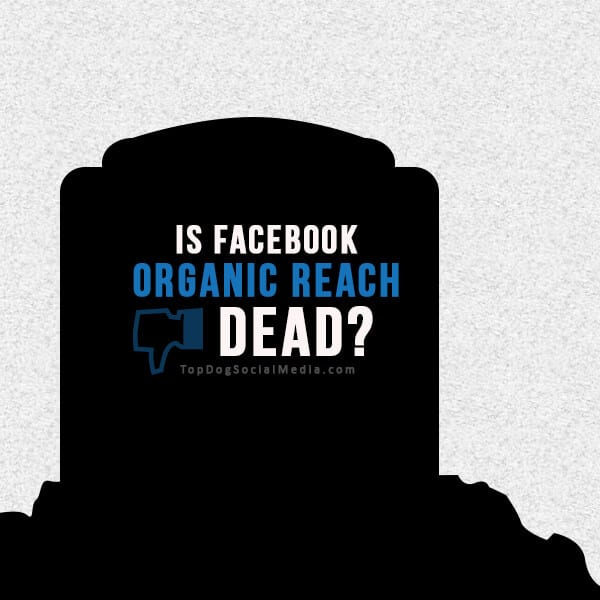 IS FACEBOOK
ORGANIC REACH
DEAD?
TopDogSocialMedia.com